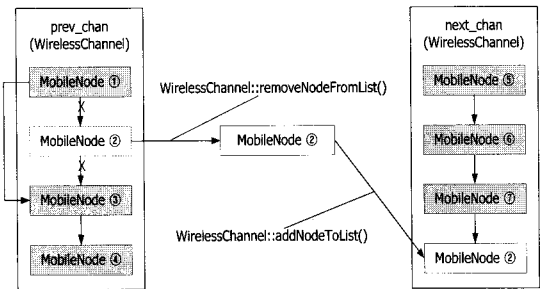 prev_chan
(WirelessChannel)
MobileNode ①
MobileNode ②
MobileNode ③
MobileNode ④
WirelessChannel::removeNodeFromList()
MobileNode ②
WirelessChannel::addNodeToList()
next_chan
(WirelessChannel)
MobileNode ⑤
MobileNode ⑥
MobileNode ⑦
MobileNode ②